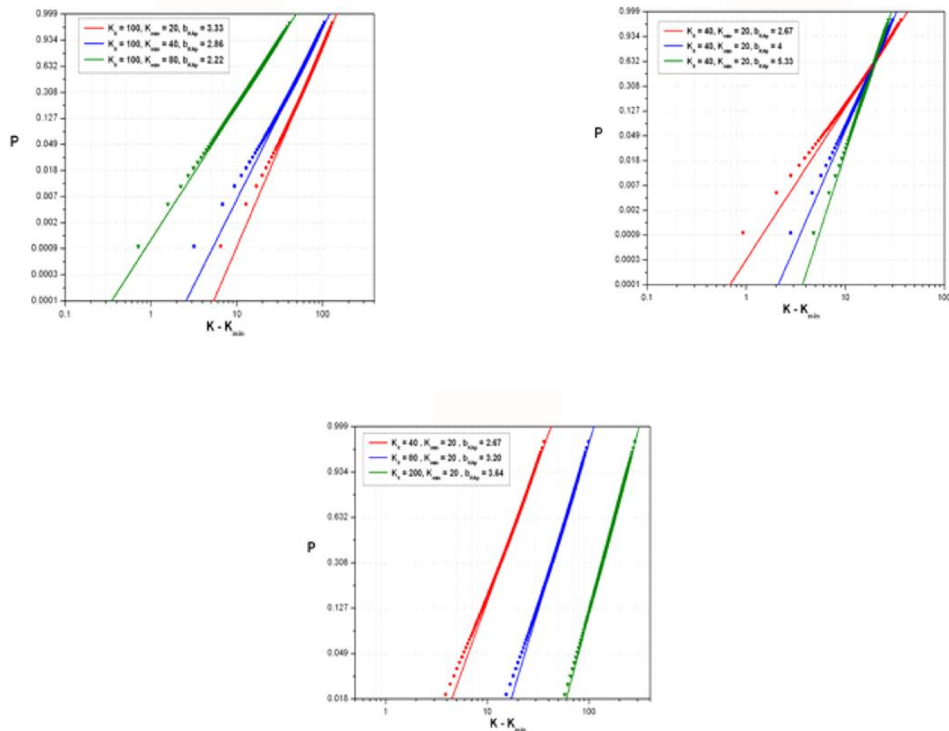 0.999
0.934
0.632
0.308
0.127
0.049
0.018
0.007
0.002
0.0009
0.0003
0.0001
P
K₀ = 100, Kmin = 20, bKAp = 3.33
K₀ = 100, Kmin = 40, bKAp = 2.86
K₀ = 100, Kmin = 80, bKAp = 2.22
0.1 1 10 100
K - Kmin
0.999
0.934
0.632
0.308
0.127
0.049
0.018
0.007
0.002
0.0009
0.0003
0.0001
P
K₀ = 40, Kmin = 20, bKAp = 2.67
K₀ = 40, Kmin = 20, bKAp = 4
K₀ = 40, Kmin = 20, bKAp = 5.33
0.1 1 10 100
K - Kmin
0.999
0.934
0.632
0.308
0.127
0.049
0.018
P
K₀ = 40 , Kmin = 20 , bKAp = 2.67
K₀ = 80, Kmin = 20 , bKAp = 3.20
K₀ = 200, Kmin = 20 , bKAp = 3.64
1 10 100
K - Kmin